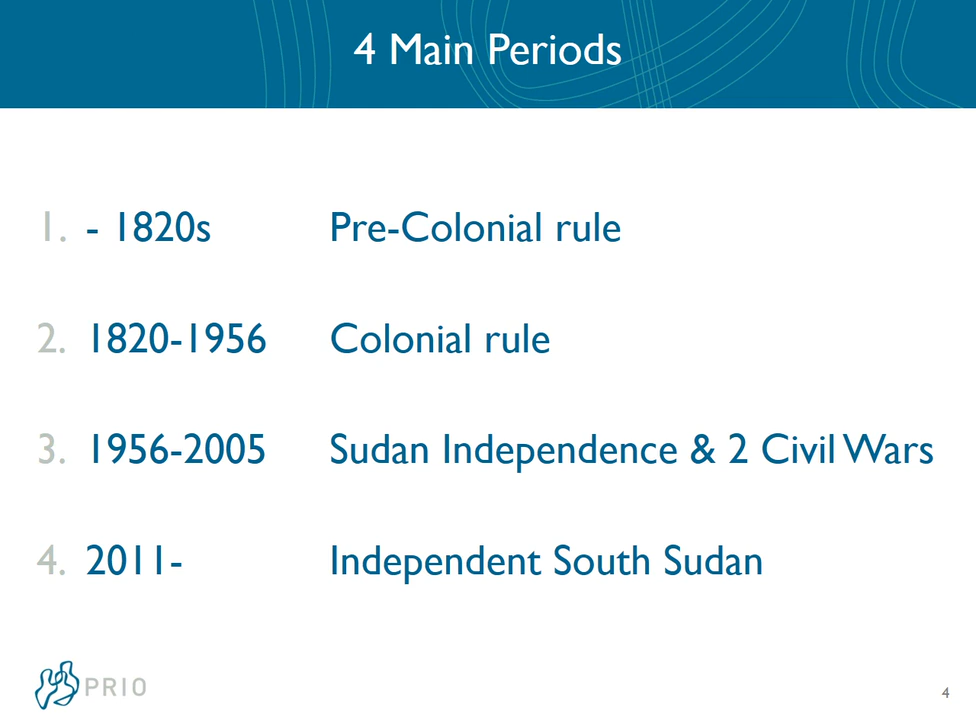 4 Main Periods
1. - 1820s Pre-Colonial rule
2. 1820-1956 Colonial rule
3. 1956-2005 Sudan Independence & 2 Civil Wars
4. 2011- Independent South Sudan
PRIO
4